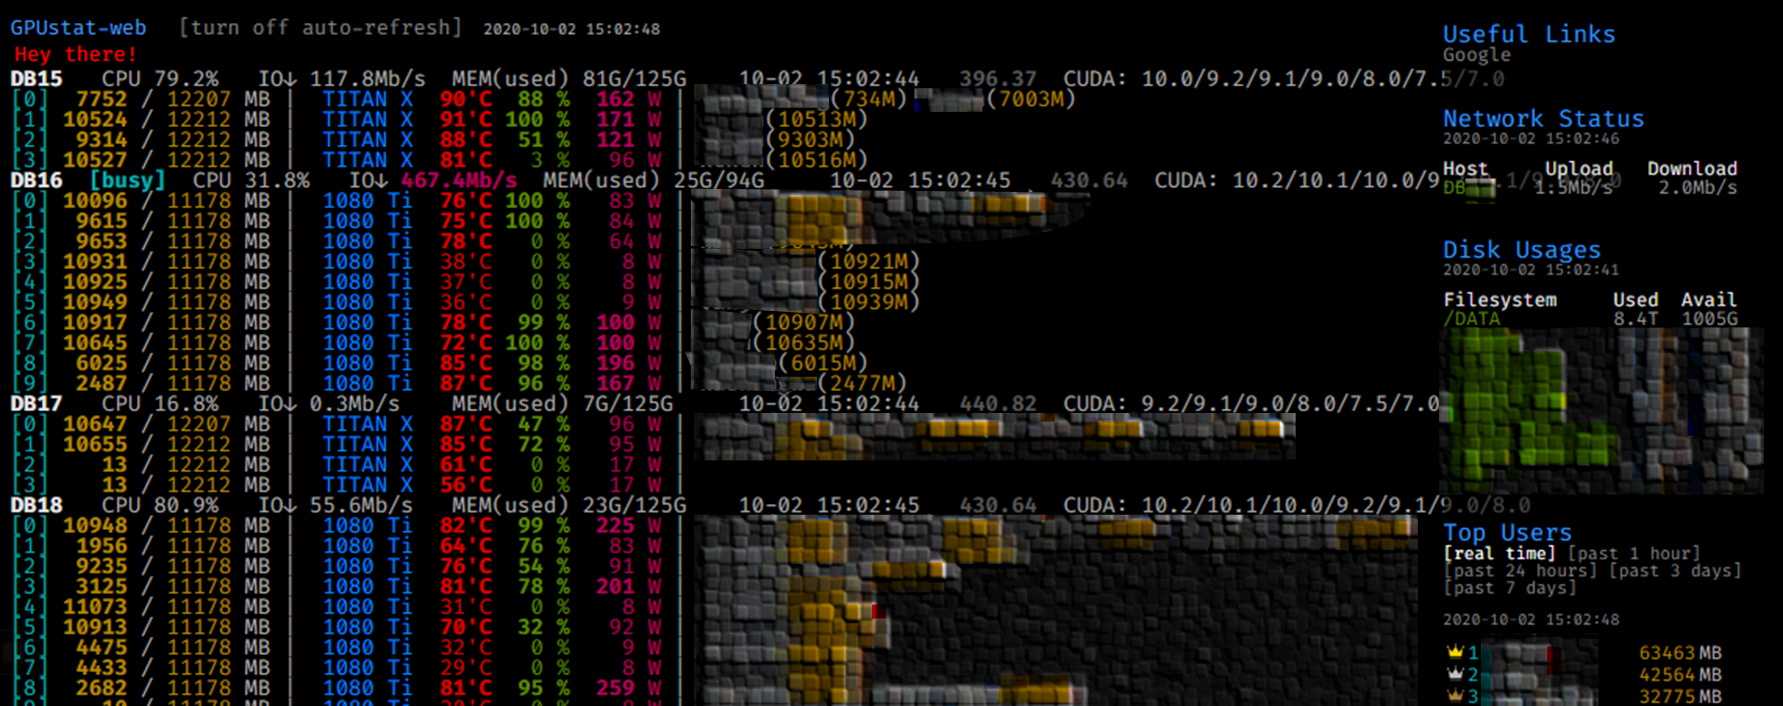 GPUstat-web [turn off auto-refresh] 2020-10-02 15:02:48
Hey there!
DB15 CPU 79.2% IO↓ 117.8Mb/s MEM(used) 81G/125G 10-02 15:02:44 396.37 CUDA: 10.0/9.2/9.1/9.0/8.0/7.5/7.0
[0] 7752 / 12207 MB | TITAN X 90'C 88 % 162 W | (734M) (7003M)
[1] 10524 / 12212 MB | TITAN X 91'C 100 % 171 W | (10513M)
[2] 9314 / 12212 MB | TITAN X 88'C 51 % 121 W | (9303M)
[3] 10527 / 12212 MB | TITAN X 81'C 3 % 96 W | (10516M)
DB16 [busy] CPU 31.8% IO↓ 467.4Mb/s MEM(used) 25G/94G 10-02 15:02:45 430.64 CUDA: 10.2/10.1/10.0/9
[0] 10096 / 11178 MB | 1080 Ti 76'C 100 % 83 W |
[1] 9615 / 11178 MB | 1080 Ti 75'C 100 % 84 W |
[2] 9653 / 11178 MB | 1080 Ti 78'C 0 % 64 W |
[3] 10931 / 11178 MB | 1080 Ti 38'C 0 % 8 W | (10921M)
[4] 10925 / 11178 MB | 1080 Ti 37'C 0 % 8 W | (10915M)
[5] 10949 / 11178 MB | 1080 Ti 36'C 0 % 9 W | (10939M)
[6] 10917 / 11178 MB | 1080 Ti 78'C 99 % 100 W | (10907M)
[7] 10645 / 11178 MB | 1080 Ti 72'C 100 % 100 W | (10635M)
[8] 6025 / 11178 MB | 1080 Ti 85'C 98 % 196 W (6015M)
[9] 2487 / 11178 MB | 1080 Ti 87'C 96 % 167 W | (2477M)
DB17 CPU 16.8% IO↓ 0.3Mb/s MEM(used) 7G/125G 10-02 15:02:44 440.82 CUDA: 9.2/9.1/9.0/8.0/7.5/7.0
[0] 10647 / 12207 MB | TITAN X 87'C 47 % 96 W |
[1] 10655 / 12212 MB | TITAN X 85'C 72 % 95 W |
[2] 13 / 12212 MB | TITAN X 61'C 0 % 17 W |
[3] 13 / 12212 MB | TITAN X 56'C 0 % 17 W |
DB18 CPU 80.9% IO↓ 55.6Mb/s MEM(used) 23G/125G 10-02 15:02:45 430.64 CUDA: 10.2/10.1/10.0/9.2/9.1/9.0/8.0
[0] 10948 / 11178 MB | 1080 Ti 82'C 99 % 225 W |
[1] 1956 / 11178 MB | 1080 Ti 64'C 76 % 83 W |
[2] 9235 / 11178 MB | 1080 Ti 76'C 54 % 91 W |
[3] 3125 / 11178 MB | 1080 Ti 81'C 78 % 201 W |
[4] 11073 / 11178 MB | 1080 Ti 31'C 0 % 8 W |
[5] 10913 / 11178 MB | 1080 Ti 70'C 32 % 92 W |
[6] 4475 / 11178 MB | 1080 Ti 32'C 0 % 9 W |
[7] 4433 / 11178 MB | 1080 Ti 29'C 0 % 8 W |
[8] 2682 / 11178 MB | 1080 Ti 81'C 95 % 259 W |
Useful Links
Google
Network Status
2020-10-02 15:02:46
Host Upload Download
1.5Mb/s 2.0Mb/s
Disk Usages
2020-10-02 15:02:41
Filesystem Used Avail
/DATA 8.4T 1005G
Top Users
[real time] [past 1 hour]
[past 24 hours] [past 3 days]
[past 7 days]
2020-10-02 15:02:48
1 63463 MB
2 42564 MB
3 32775 MB